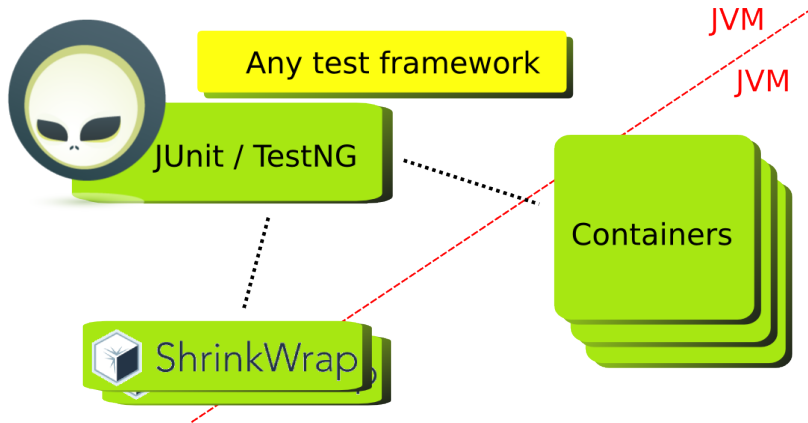 JVM
Any test framework
JVM
JUnit / TestNG
Containers
ShrinkWrap
p